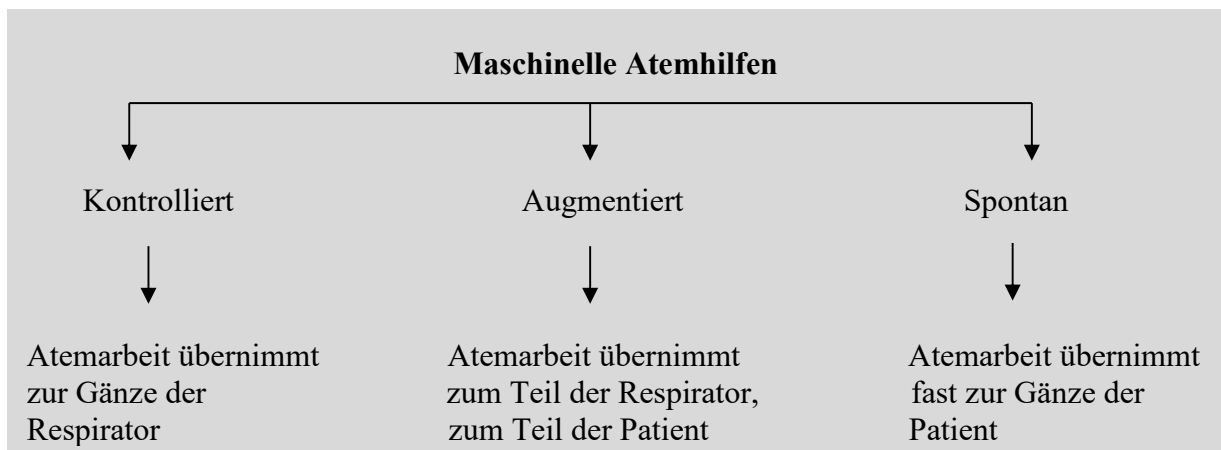 Maschinelle Atemhilfen
Kontrolliert
Augmentiert
Spontan
Atemarbeit übernimmt
zur Gänze der
Respirator
Atemarbeit übernimmt
zum Teil der Respirator,
zum Teil der Patient
Atemarbeit übernimmt
fast zur Gänze der
Patient